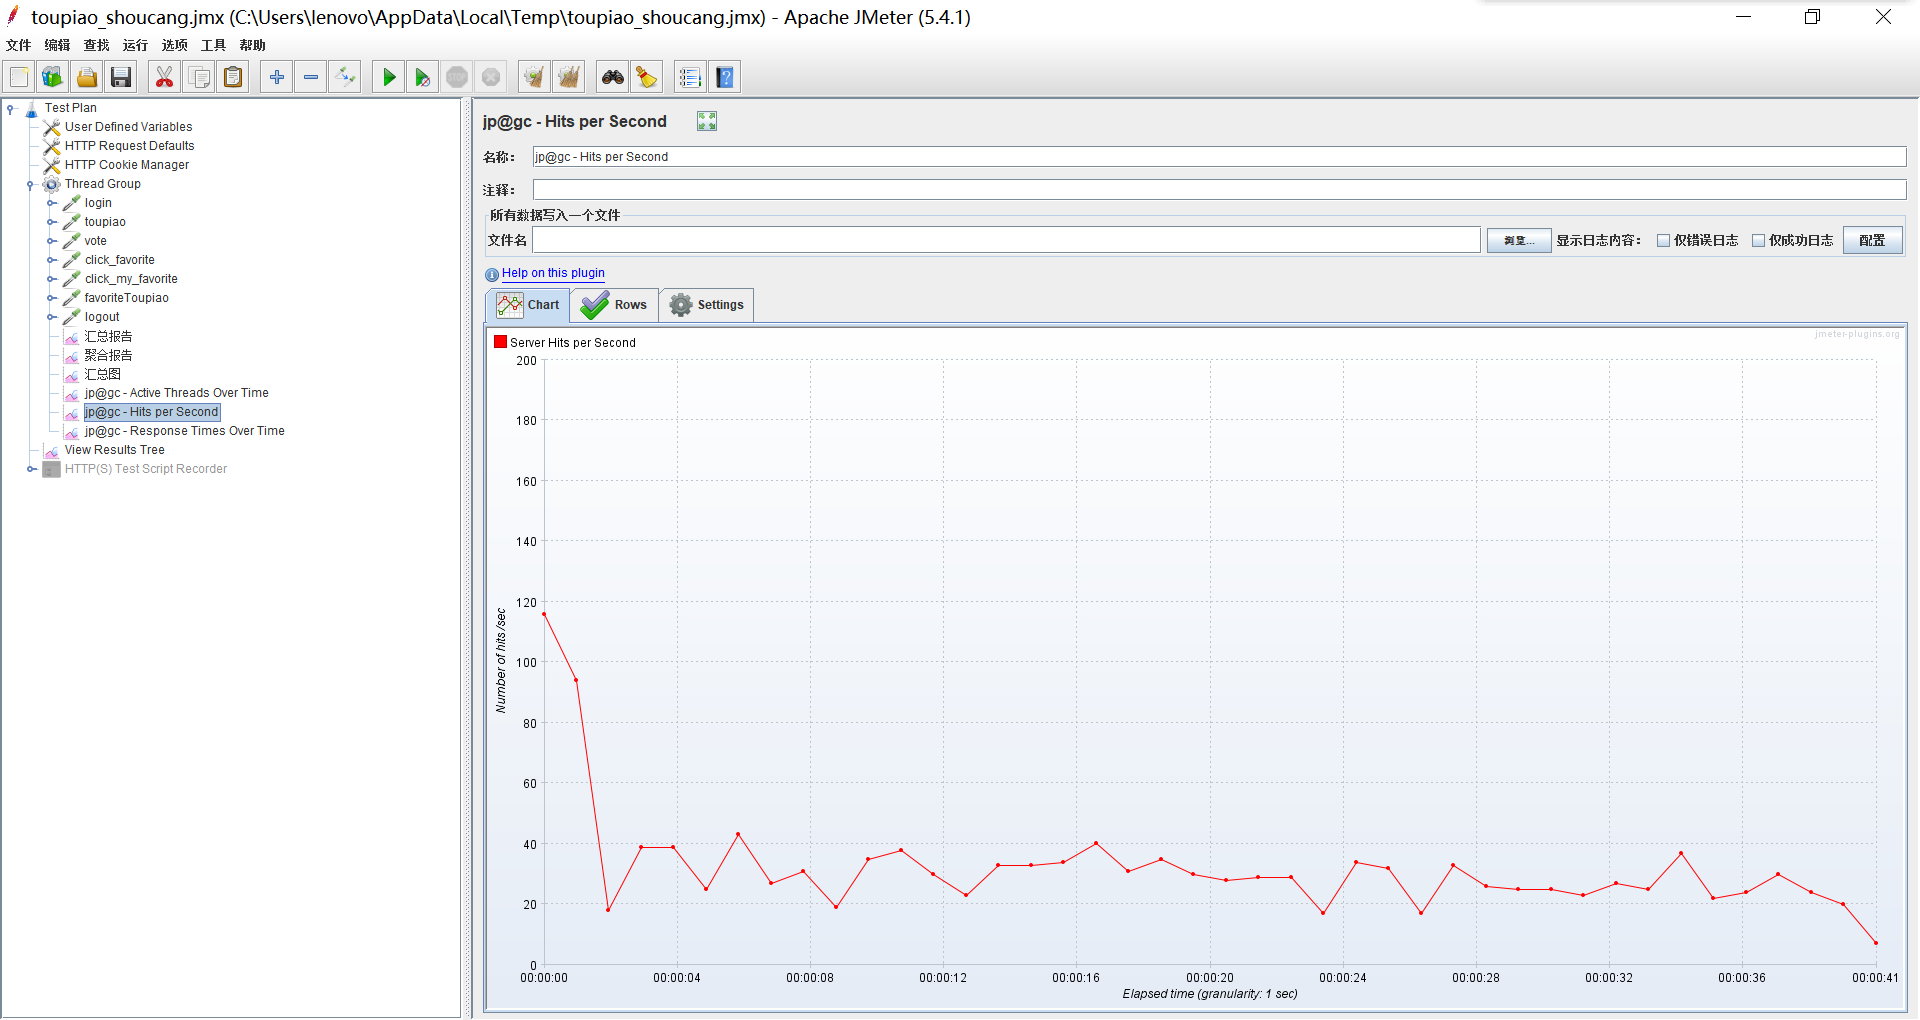 toupiao_shoucang.jmx (C:\Users\lenovo\AppData\Local\Temp\toupiao_shoucang.jmx) - Apache JMeter (5.4.1)
文件 编辑 查找 运行 选项 工具 帮助
STOP
Test Plan
User Defined Variables
HTTP Request Defaults
HTTP Cookie Manager
Thread Group
login
toupiao
vote
click_favorite
click_my_favorite
favoriteToupiao
logout
汇总报告
聚合报告
汇总图
jp@gc - Active Threads Over Time
jp@gc - Hits per Second
jp@gc - Response Times Over Time
View Results Tree
HTTP(S) Test Script Recorder
jp@gc - Hits per Second
名称： jp@gc - Hits per Second
注释：
所有数据写入一个文件
文件名 浏览... 显示日志内容： 仅错误日志 仅成功日志 配置
Help on this plugin
Chart Rows Settings
jmeter-plugins.org
Server Hits per Second
200
180
160
140
120
100
80
60
40
20
0
Number of hits /sec
00:00:00 00:00:04 00:00:08 00:00:12 00:00:16 00:00:20 00:00:24 00:00:28 00:00:32 00:00:36 00:00:41
Elapsed time (granularity: 1 sec)